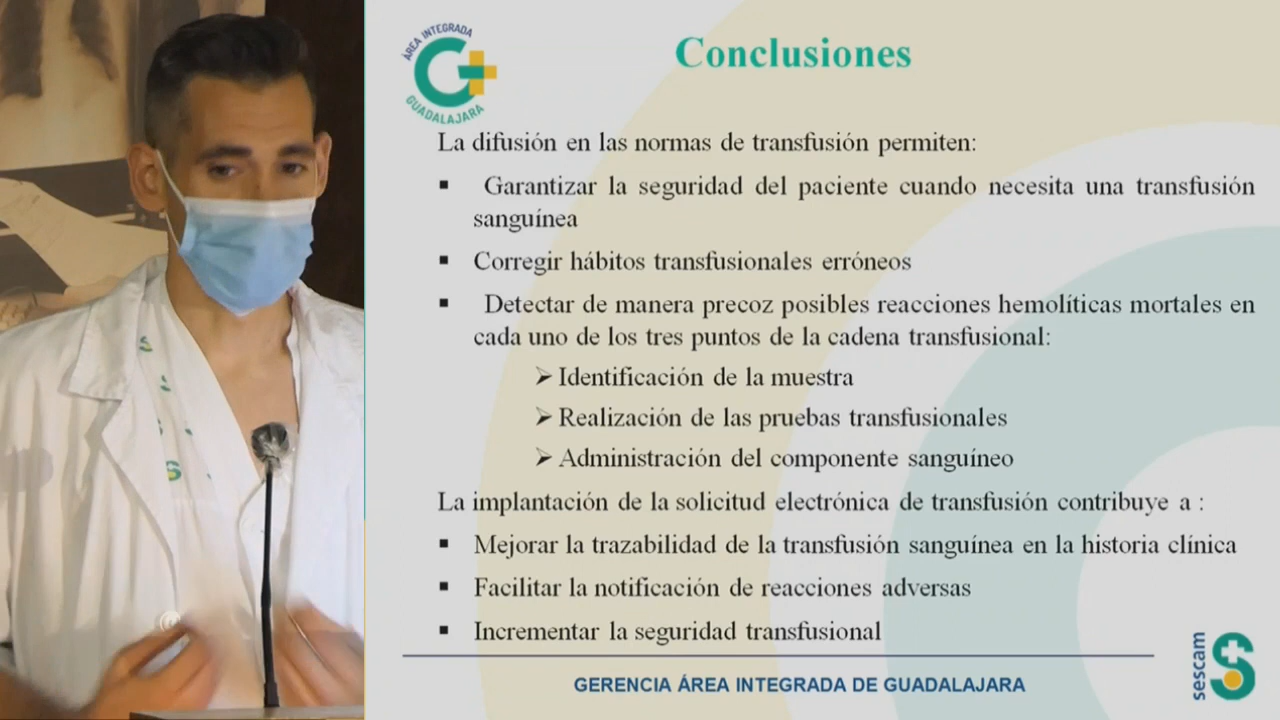 ÁREA INTEGRADA
GUADALAJARA
Conclusiones
La difusión en las normas de transfusión permiten:
▪ Garantizar la seguridad del paciente cuando necesita una transfusión
sanguínea
▪ Corregir hábitos transfusionales erróneos
▪ Detectar de manera precoz posibles reacciones hemolíticas mortales en
cada uno de los tres puntos de la cadena transfusional:
➢ Identificación de la muestra
➢ Realización de las pruebas transfusionales
➢ Administración del componente sanguíneo
La implantación de la solicitud electrónica de transfusión contribuye a :
▪ Mejorar la trazabilidad de la transfusión sanguínea en la historia clínica
▪ Facilitar la notificación de reacciones adversas
▪ Incrementar la seguridad transfusional
GERENCIA ÁREA INTEGRADA DE GUADALAJARA
sescam